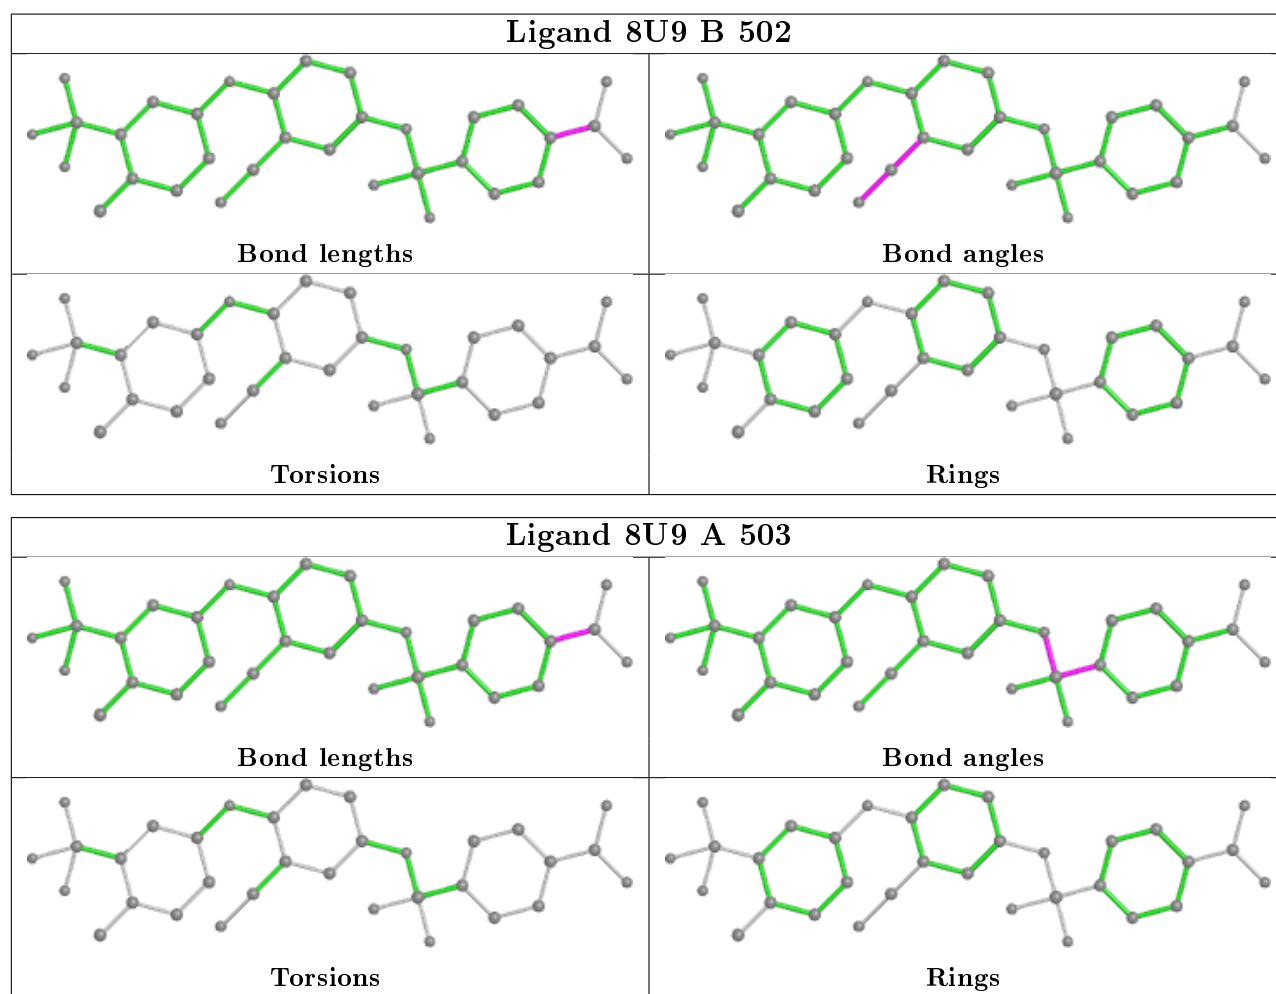 Ligand 8U9 B 502
Bond lengths
Bond angles
Torsions
Rings
Ligand 8U9 A 503
Bond lengths
Bond angles
Torsions
Rings